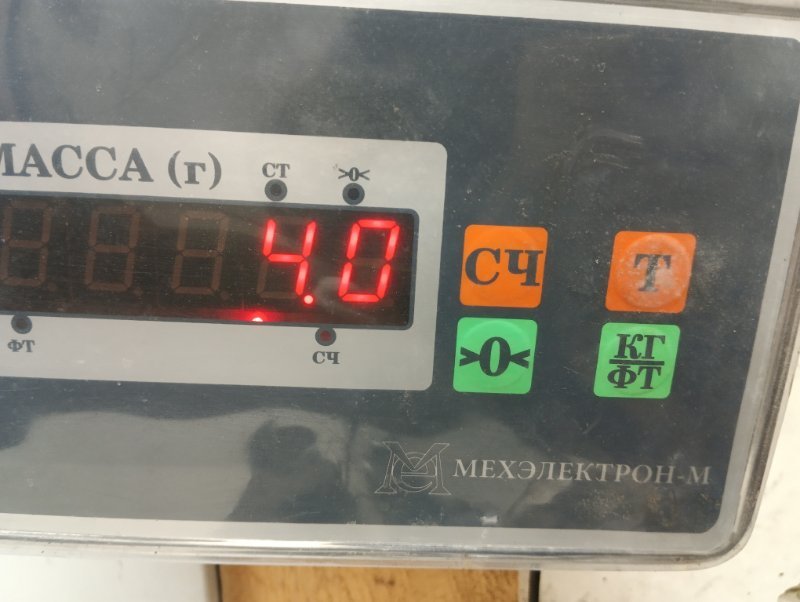 МАССА (г)
СТ
>0<
4.0
ФТ
СЧ
СЧ
Т
>0<
КГ
ФТ
МЕХЭЛЕКТРОН-М